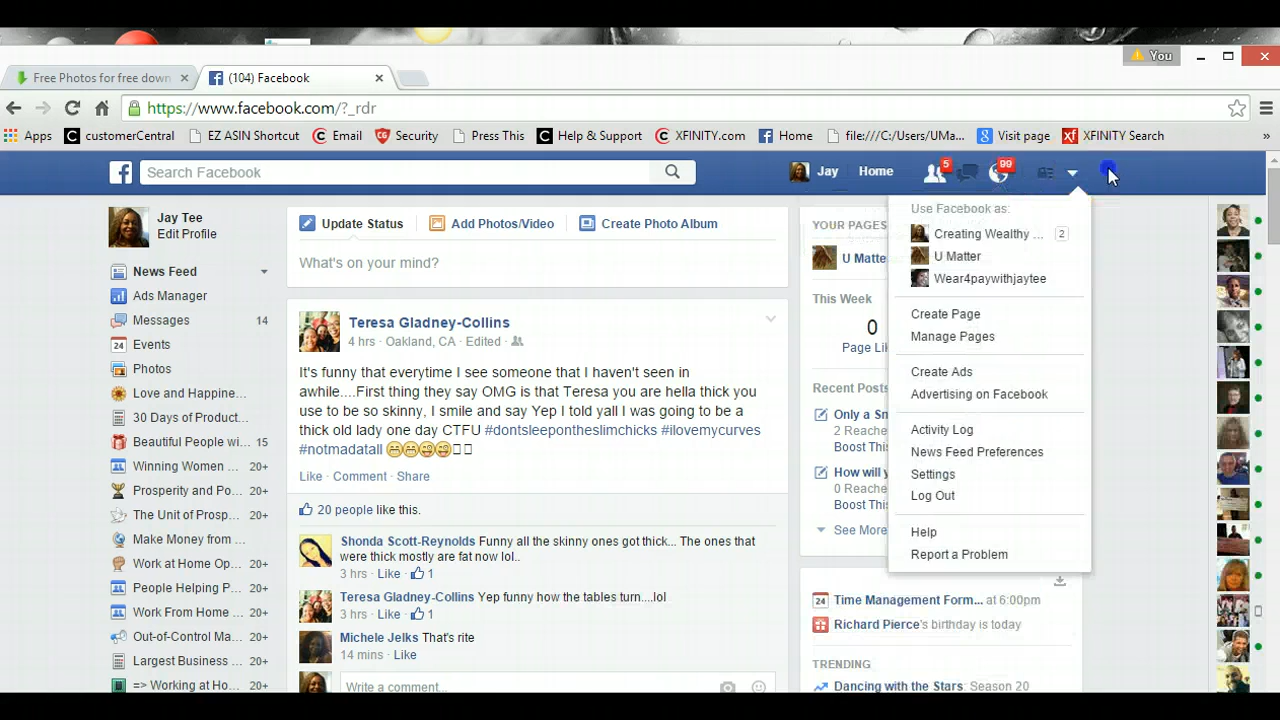 You
Free Photos for free down
(104) Facebook
https://www.facebook.com/?_rdr
Apps
customerCentral
EZ ASIN Shortcut
Email
Security
Press This
Help & Support
XFINITY.com
Home
file:///C:/Users/UMa...
Visit page
XFINITY Search
»
Search Facebook
Jay
Home
5
99
Jay Tee
Edit Profile
News Feed
Ads Manager
Messages 14
Events
Photos
Love and Happine...
30 Days of Product...
Beautiful People wi... 15
Winning Women ... 20+
Prosperity and Po... 20+
The Unit of Prosp... 20+
Make Money from ... 20+
Work at Home Op... 20+
People Helping P... 20+
Work From Home ... 20+
Out-of-Control Ma... 20+
Largest Business ... 20+
=> Working at Ho... 20+
Update Status
Add Photos/Video
Create Photo Album
What's on your mind?
Teresa Gladney-Collins
4 hrs · Oakland, CA · Edited ·
It's funny that everytime I see someone that I haven't seen in
awhile....First thing they say OMG is that Teresa you are hella thick you
use to be so skinny, I smile and say Yep I told yall I was going to be a
thick old lady one day CTFU #dontsleepontheslimchicks #ilovemycurves
#notmadatall 😁😁😜😜
Like · Comment · Share
20 people like this.
Shonda Scott-Reynolds Funny all the skinny ones got thick... The ones that
were thick mostly are fat now lol..
3 hrs · Like · 1
Teresa Gladney-Collins Yep funny how the tables turn....lol
3 hrs · Like · 1
Michele Jelks That's rite
14 mins · Like
Write a comment...
YOUR PAGES
U Matte
This Week
0
Page Lik
Recent Posts
Only a Sn
2 Reache
Boost This
How will y
0 Reache
Boost This
See More
Use Facebook as:
Creating Wealthy ... 2
U Matter
Wear4paywithjaytee
Create Page
Manage Pages
Create Ads
Advertising on Facebook
Activity Log
News Feed Preferences
Settings
Log Out
Help
Report a Problem
24 Time Management Form... at 6:00pm
Richard Pierce's birthday is today
TRENDING
Dancing with the Stars: Season 20